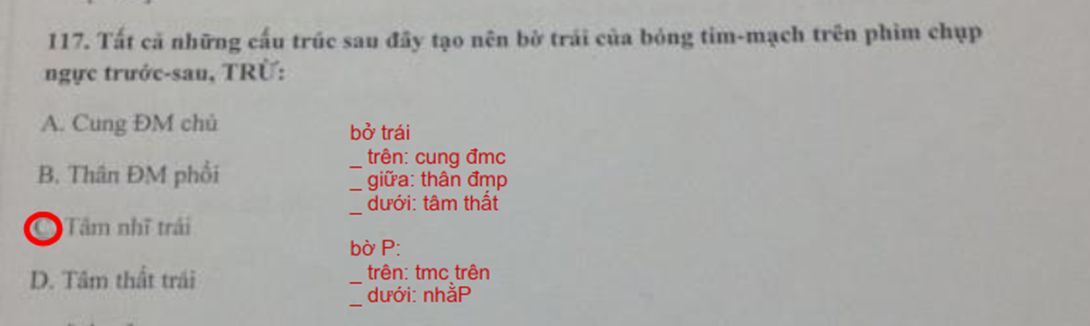 117. Tất cả những cấu trúc sau đây tạo nên bờ trái của bóng tim-mạch trên phim chụp
ngực trước-sau, TRỪ:
A. Cung ĐM chủ
B. Thân ĐM phổi
C. Tâm nhĩ trái
D. Tâm thất trái
bở trái
_ trên: cung đmc
_ giữa: thân đmp
_ dưới: tâm thất
bờ P:
_ trên: tmc trên
_ dưới: nhằP